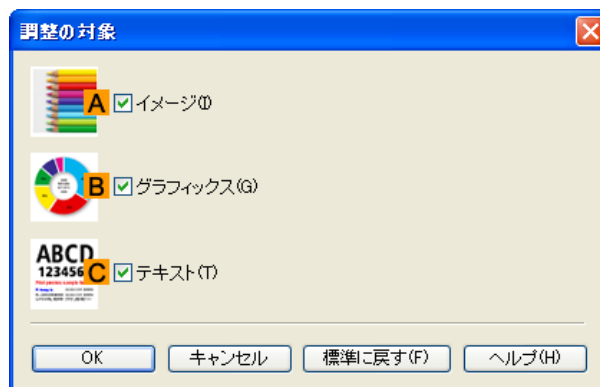 調整の対象
A イメージ(I)
B グラフィックス(G)
ABCD
123456
C テキスト(T)
OK キャンセル 標準に戻す(F) ヘルプ(H)